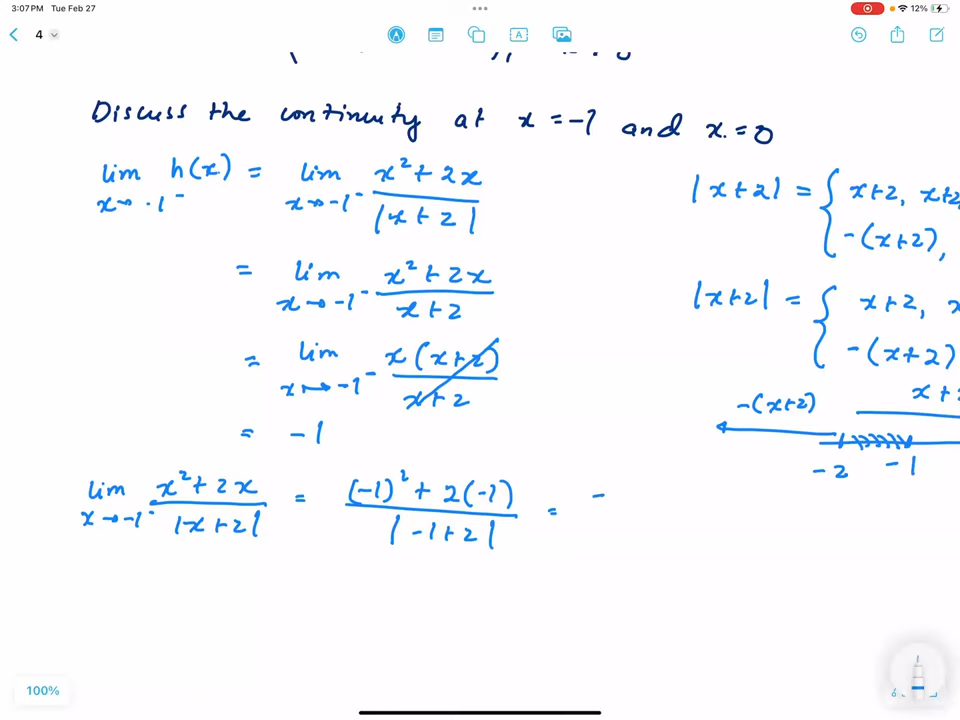 3:07 PM Tue Feb 27
12%
4
Discuss the continuity at x = -1 and x = 0
lim x→-1⁻ h(x) = lim x→-1⁻ (x² + 2x)/|x + 2|
= lim x→-1⁻ (x² + 2x)/(x + 2)
= lim x→-1⁻ x(x+2)/(x+2)
= -1
lim x→-1⁻ (x² + 2x)/|x+2| = ((-1)² + 2(-1))/|-1+2| = -
|x+2| = { x+2, x+2
-(x+2),
|x+2| = { x+2, x
-(x+2)
x+
-(x+2)
-2 -1
100%